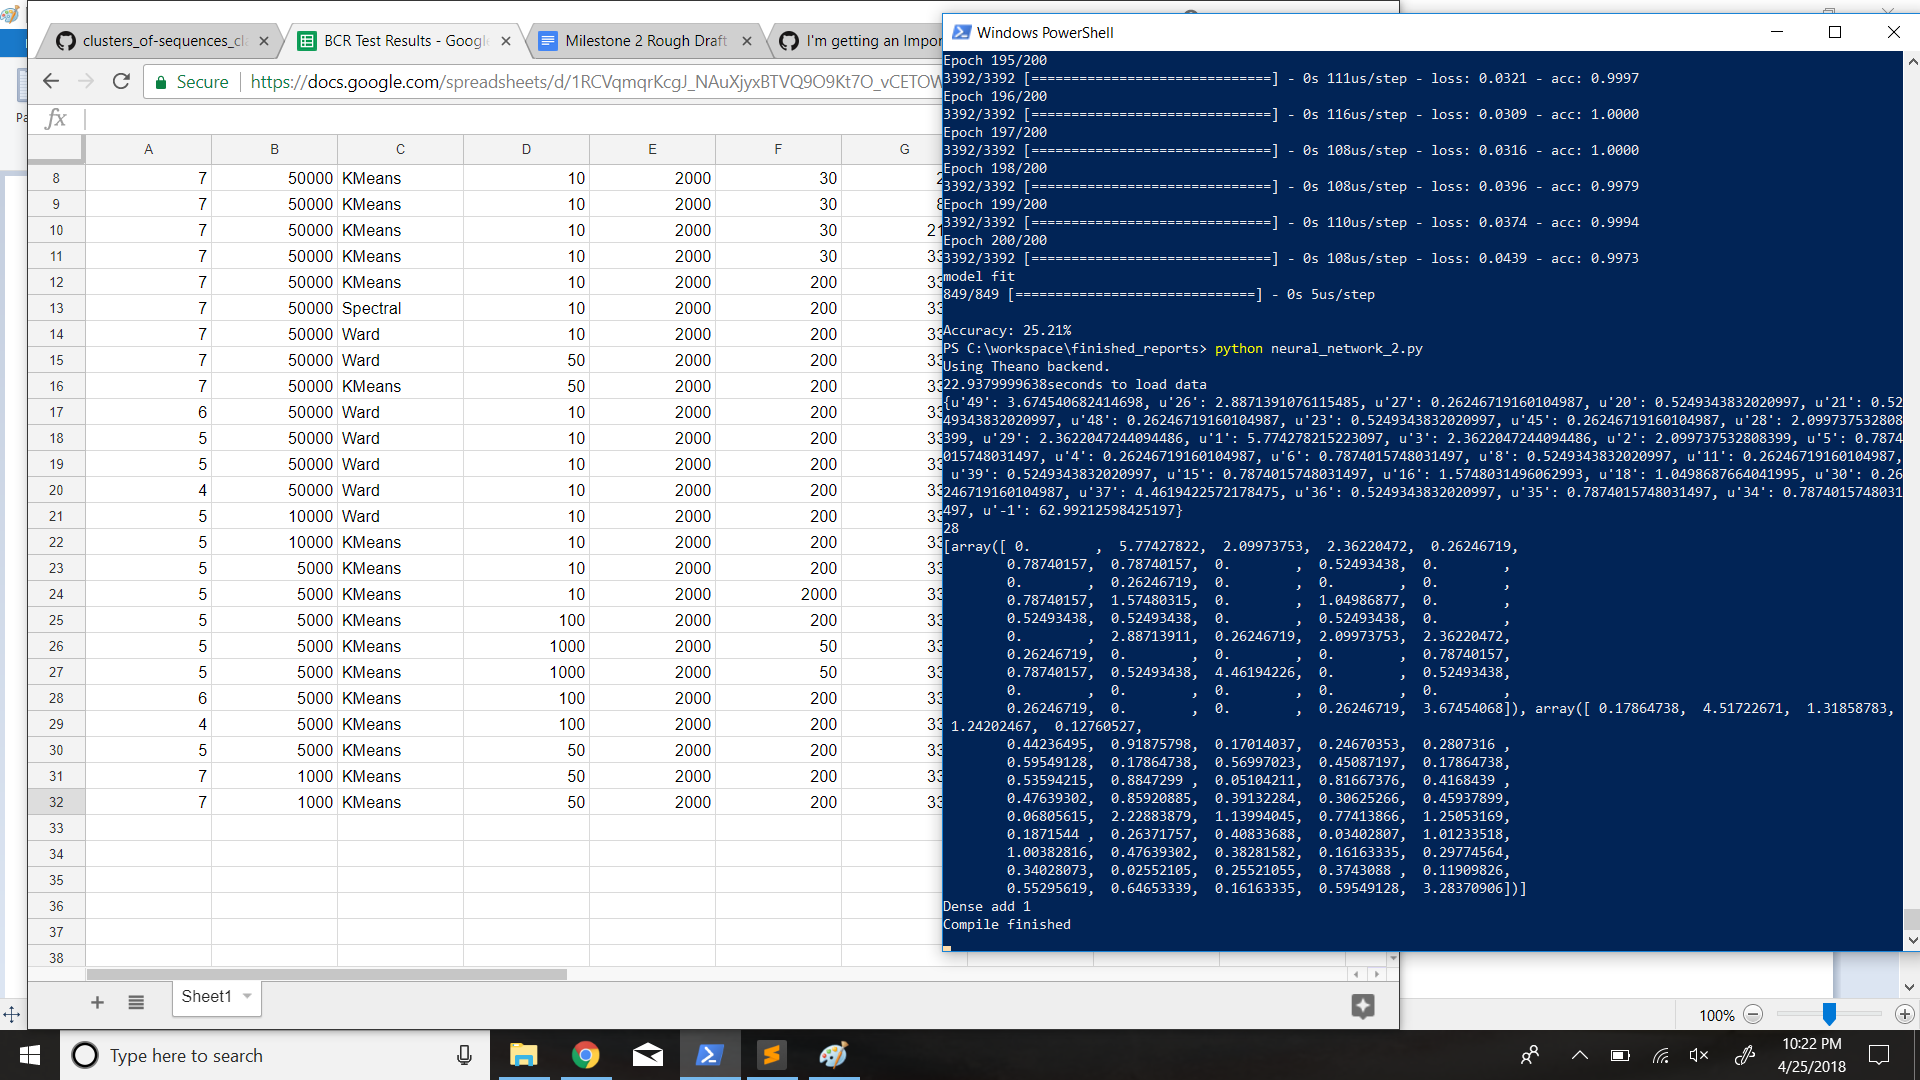 clusters_of-sequences_cl
BCR Test Results - Google
Milestone 2 Rough Draft
I'm getting an Impor
Secure
https://docs.google.com/spreadsheets/d/1RCVqmqrKcgJ_NAuXjyxBTVQ9O9Kt7O_vCETOW
fx
A B C D E F G
8 7 50000 KMeans 10 2000 30
9 7 50000 KMeans 10 2000 30
10 7 50000 KMeans 10 2000 30 21
11 7 50000 KMeans 10 2000 30 33
12 7 50000 KMeans 10 2000 200 33
13 7 50000 Spectral 10 2000 200 33
14 7 50000 Ward 10 2000 200 33
15 7 50000 Ward 50 2000 200 33
16 7 50000 KMeans 50 2000 200 33
17 6 50000 Ward 10 2000 200 33
18 5 50000 Ward 10 2000 200 33
19 5 50000 Ward 10 2000 200 33
20 4 50000 Ward 10 2000 200 33
21 5 10000 Ward 10 2000 200 33
22 5 10000 KMeans 10 2000 200 33
23 5 5000 KMeans 10 2000 200 33
24 5 5000 KMeans 10 2000 2000 33
25 5 5000 KMeans 100 2000 200 33
26 5 5000 KMeans 1000 2000 50 33
27 5 5000 KMeans 1000 2000 50 33
28 6 5000 KMeans 100 2000 200 33
29 4 5000 KMeans 100 2000 200 33
30 5 5000 KMeans 50 2000 200 33
31 7 1000 KMeans 50 2000 200 33
32 7 1000 KMeans 50 2000 200 33
33
34
35
36
37
38
Sheet1
Windows PowerShell
Epoch 195/200
3392/3392 [==============================] - 0s 111us/step - loss: 0.0321 - acc: 0.9997
Epoch 196/200
3392/3392 [==============================] - 0s 116us/step - loss: 0.0309 - acc: 1.0000
Epoch 197/200
3392/3392 [==============================] - 0s 108us/step - loss: 0.0316 - acc: 1.0000
Epoch 198/200
3392/3392 [==============================] - 0s 108us/step - loss: 0.0396 - acc: 0.9979
Epoch 199/200
3392/3392 [==============================] - 0s 110us/step - loss: 0.0374 - acc: 0.9994
Epoch 200/200
3392/3392 [==============================] - 0s 108us/step - loss: 0.0439 - acc: 0.9973
model fit
849/849 [==============================] - 0s 5us/step
Accuracy: 25.21%
PS C:\workspace\finished_reports> python neural_network_2.py
Using Theano backend.
22.9379999638seconds to load data
{u'49': 3.674540682414698, u'26': 2.8871391076115485, u'27': 0.26246719160104987, u'20': 0.5249343832020997, u'21': 0.52
49343832020997, u'48': 0.26246719160104987, u'23': 0.5249343832020997, u'45': 0.26246719160104987, u'28': 2.099737532808
399, u'29': 2.3622047244094486, u'1': 5.774278215223097, u'3': 2.3622047244094486, u'2': 2.099737532808399, u'5': 0.7874
015748031497, u'4': 0.26246719160104987, u'6': 0.7874015748031497, u'8': 0.5249343832020997, u'11': 0.26246719160104987,
u'39': 0.5249343832020997, u'15': 0.7874015748031497, u'16': 1.5748031496062993, u'18': 1.0498687664041995, u'30': 0.26
246719160104987, u'37': 4.4619422572178475, u'36': 0.5249343832020997, u'35': 0.7874015748031497, u'34': 0.7874015748031
497, u'-1': 62.99212598425197}
28
[array([ 0. , 5.77427822, 2.09973753, 2.36220472, 0.26246719,
0.78740157, 0.78740157, 0. , 0.52493438, 0. ,
0. , 0.26246719, 0. , 0. , 0. ,
0.78740157, 1.57480315, 0. , 1.04986877, 0. ,
0.52493438, 0.52493438, 0. , 0.52493438, 0. ,
0. , 2.88713911, 0.26246719, 2.09973753, 2.36220472,
0.26246719, 0. , 0. , 0. , 0.78740157,
0.78740157, 0.52493438, 4.46194226, 0. , 0.52493438,
0. , 0. , 0. , 0. , 0. ,
0.26246719, 0. , 0. , 0.26246719, 3.67454068]), array([ 0.17864738, 4.51722671, 1.31858783,
1.24202467, 0.12760527,
0.44236495, 0.91875798, 0.17014037, 0.24670353, 0.2807316 ,
0.59549128, 0.17864738, 0.56997023, 0.45087197, 0.17864738,
0.53594215, 0.8847299 , 0.05104211, 0.81667376, 0.4168439 ,
0.47639302, 0.85920885, 0.39132284, 0.30625266, 0.45937899,
0.06805615, 2.22883879, 1.13994045, 0.77413866, 1.25053169,
0.1871544 , 0.26371757, 0.40833688, 0.03402807, 1.01233518,
1.00382816, 0.47639302, 0.38281582, 0.16163335, 0.29774564,
0.34028073, 0.02552105, 0.25521055, 0.3743088 , 0.11909826,
0.55295619, 0.64653339, 0.16163335, 0.59549128, 3.28370906])]
Dense add 1
Compile finished
100%
Type here to search
10:22 PM
4/25/2018